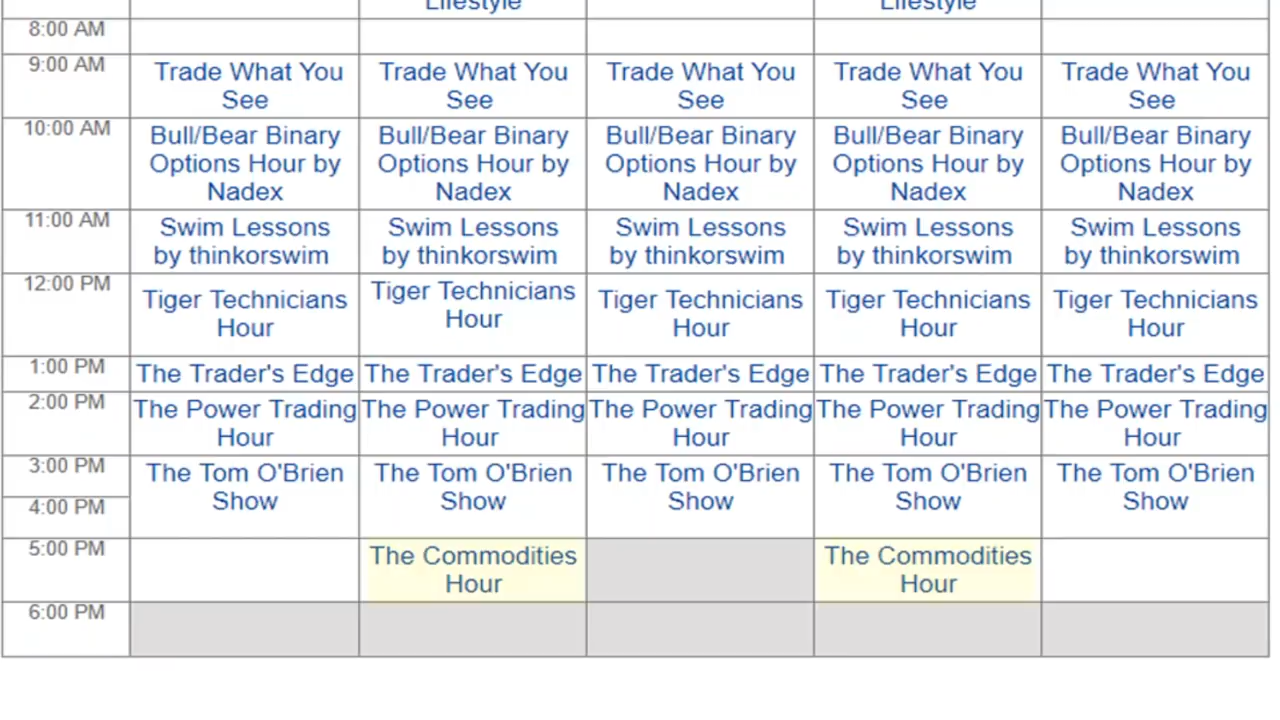 Lifestyle Lifestyle
8:00 AM
9:00 AM
Trade What You Trade What You Trade What You Trade What You Trade What You
See See See See See
10:00 AM
Bull/Bear Binary Bull/Bear Binary Bull/Bear Binary Bull/Bear Binary Bull/Bear Binary
Options Hour by Options Hour by Options Hour by Options Hour by Options Hour by
Nadex Nadex Nadex Nadex Nadex
11:00 AM
Swim Lessons Swim Lessons Swim Lessons Swim Lessons Swim Lessons
by thinkorswim by thinkorswim by thinkorswim by thinkorswim by thinkorswim
12:00 PM
Tiger Technicians Tiger Technicians Tiger Technicians Tiger Technicians Tiger Technicians
Hour Hour Hour Hour Hour
1:00 PM
The Trader's Edge The Trader's Edge The Trader's Edge The Trader's Edge The Trader's Edge
2:00 PM
The Power Trading The Power Trading The Power Trading The Power Trading The Power Trading
Hour Hour Hour Hour Hour
3:00 PM
The Tom O'Brien The Tom O'Brien The Tom O'Brien The Tom O'Brien The Tom O'Brien
Show Show Show Show Show
4:00 PM
5:00 PM
The Commodities The Commodities
Hour Hour
6:00 PM